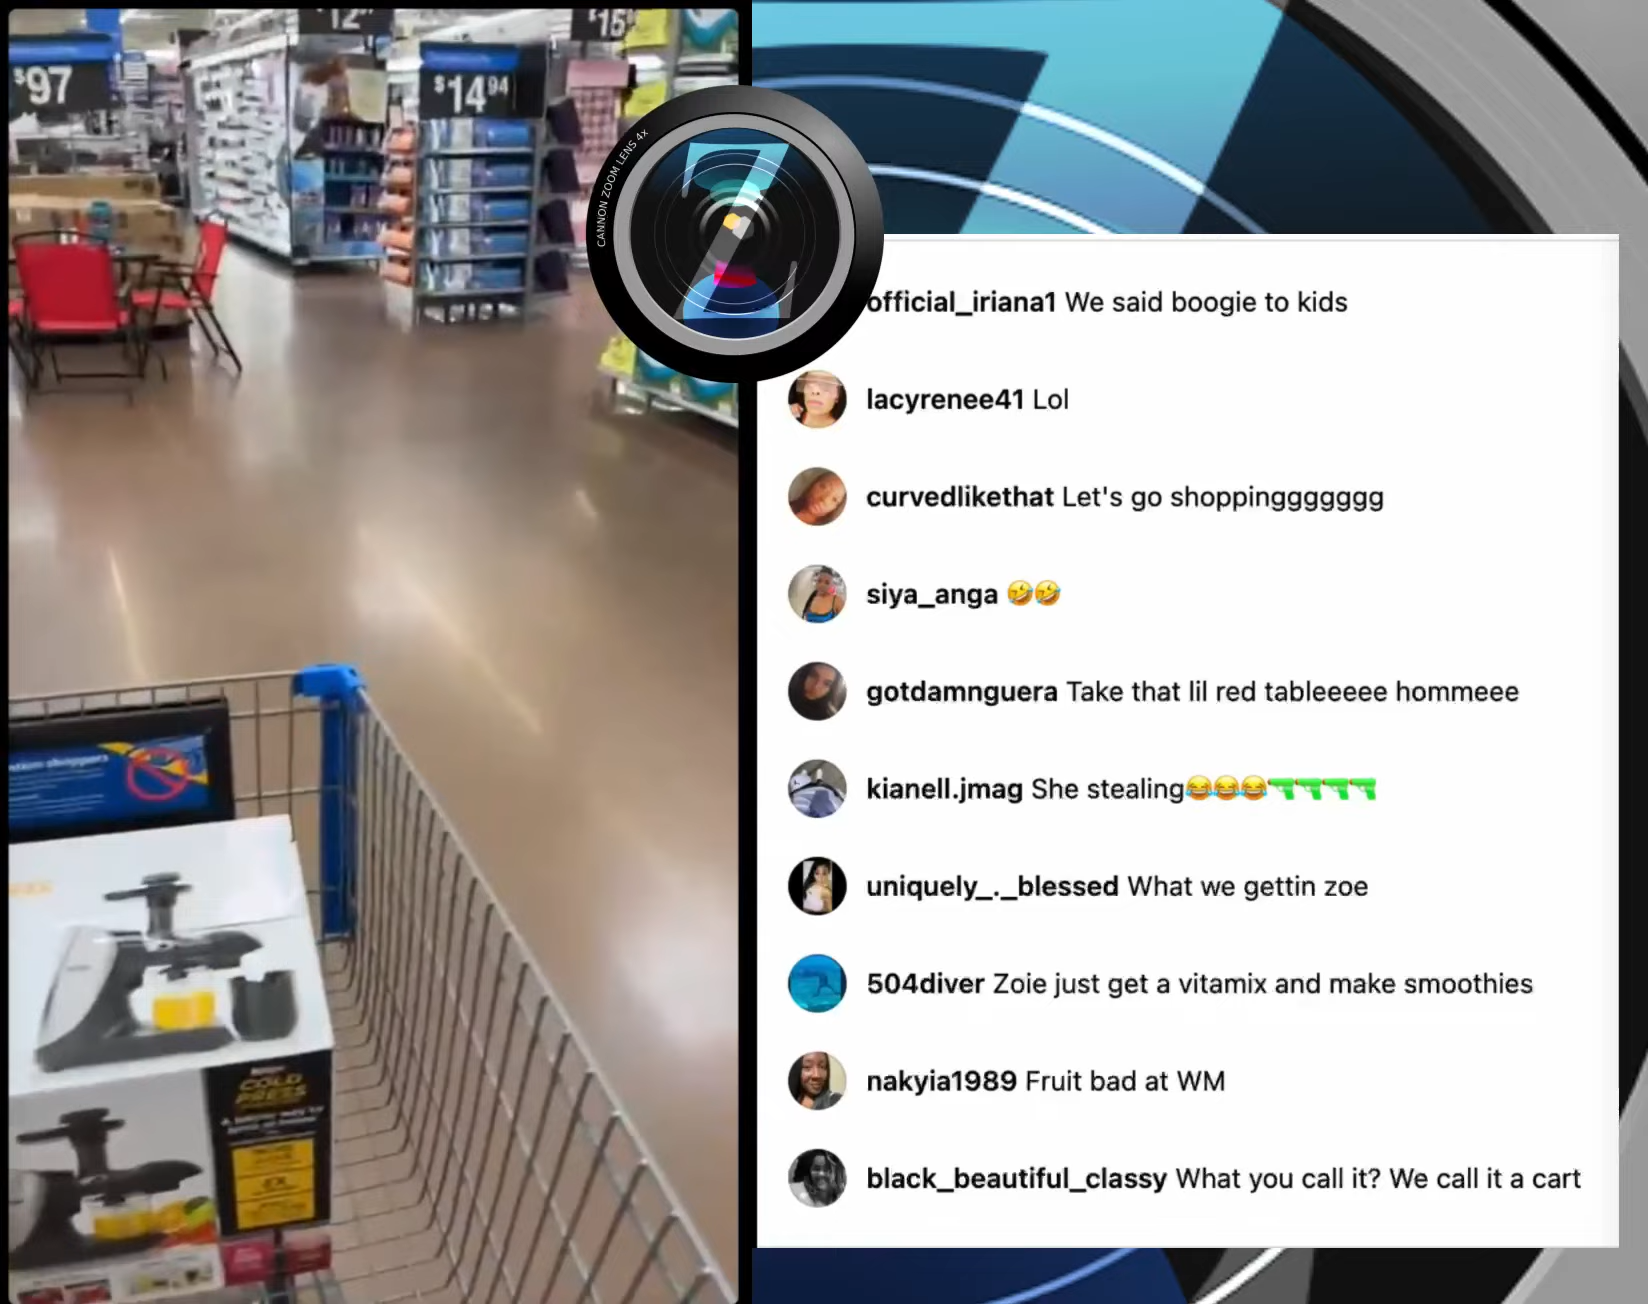 $97
12
$14.94
$15
CANNON ZOOM LENS 4x
Z
official_iriana1 We said boogie to kids
lacyrenee41 Lol
curvedlikethat Let's go shoppinggggggg
siya_anga 🤣🤣
gotdamnguera Take that lil red tableeeee hommeee
kianell.jmag She stealing😂😂😂🔫🔫🔫🔫
uniquely_._blessed What we gettin zoe
504diver Zoie just get a vitamix and make smoothies
nakyia1989 Fruit bad at WM
black_beautiful_classy What you call it? We call it a cart
shoppers
COLD
PRESS